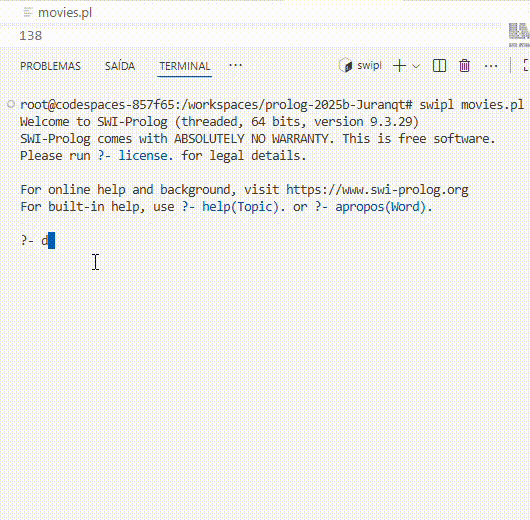 movies.pl
138
PROBLEMAS SAÍDA TERMINAL ··· swipl
root@codespaces-857f65:/workspaces/prolog-2025b-Juranqt# swipl movies.pl
Welcome to SWI-Prolog (threaded, 64 bits, version 9.3.29)
SWI-Prolog comes with ABSOLUTELY NO WARRANTY. This is free software.
Please run ?- license. for legal details.
For online help and background, visit https://www.swi-prolog.org
For built-in help, use ?- help(Topic). or ?- apropos(Word).
?- d